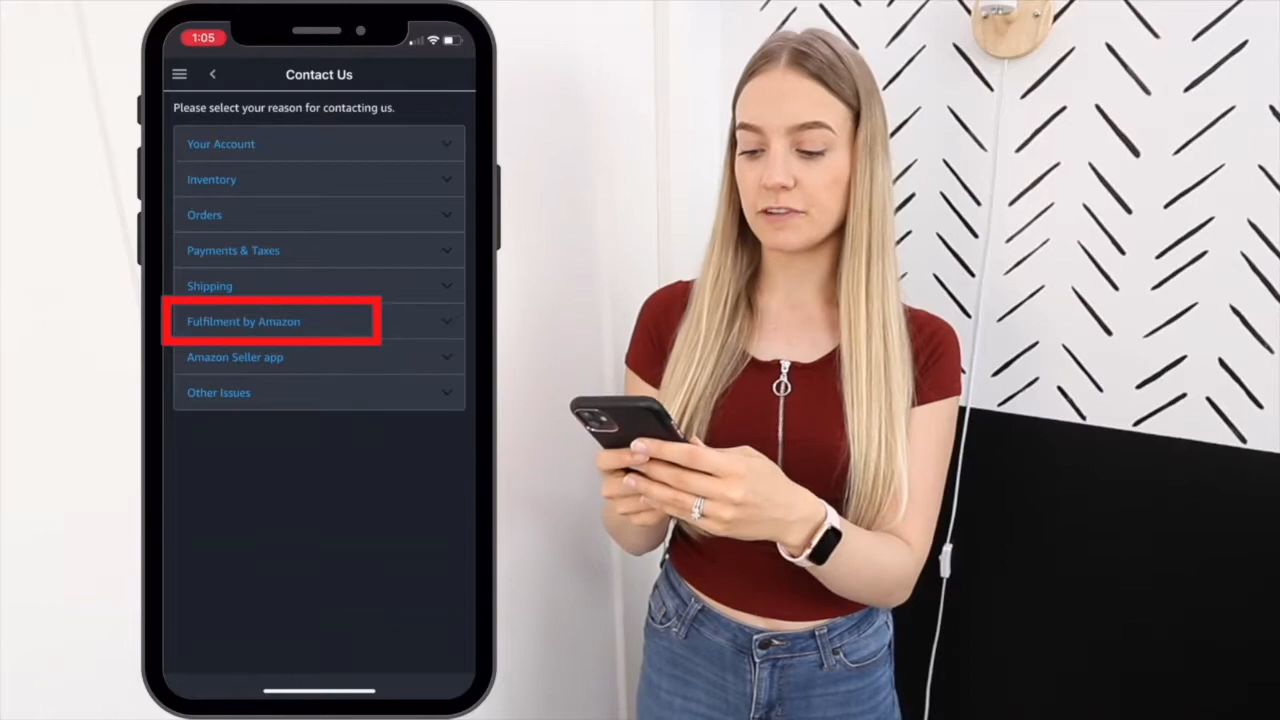 1:05
Contact Us
Please select your reason for contacting us.
Your Account
Inventory
Orders
Payments & Taxes
Shipping
Fulfilment by Amazon
Amazon Seller app
Other Issues